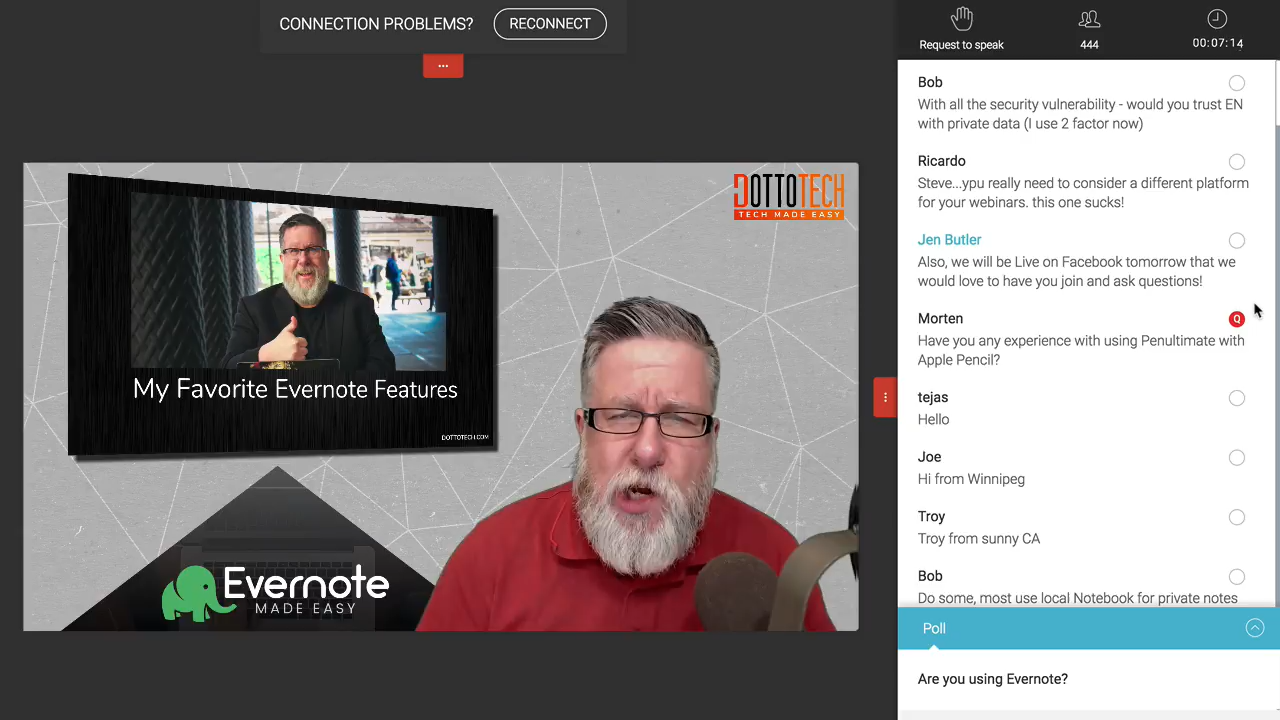 CONNECTION PROBLEMS?
RECONNECT
...
Request to speak
444
00:07:14
DOTTOTECH
TECH MADE EASY
My Favorite Evernote Features
DOTTOTECH.COM
Evernote
MADE EASY
Bob
With all the security vulnerability - would you trust EN
with private data (I use 2 factor now)
Ricardo
Steve...ypu really need to consider a different platform
for your webinars. this one sucks!
Jen Butler
Also, we will be Live on Facebook tomorrow that we
would love to have you join and ask questions!
Morten
Q
Have you any experience with using Penultimate with
Apple Pencil?
tejas
Hello
Joe
Hi from Winnipeg
Troy
Troy from sunny CA
Bob
Do some, most use local Notebook for private notes
Poll
Are you using Evernote?